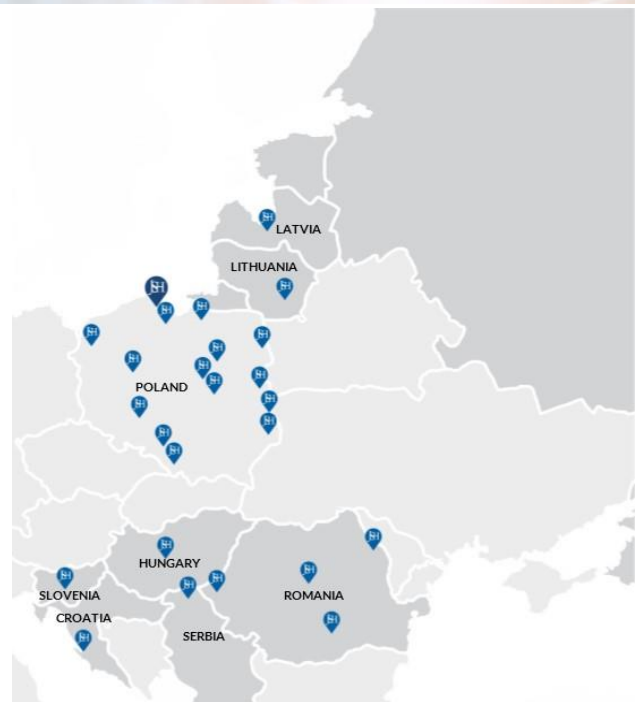 LATVIA
LITHUANIA
POLAND
HUNGARY
SLOVENIA
ROMANIA
CROATIA
SERBIA